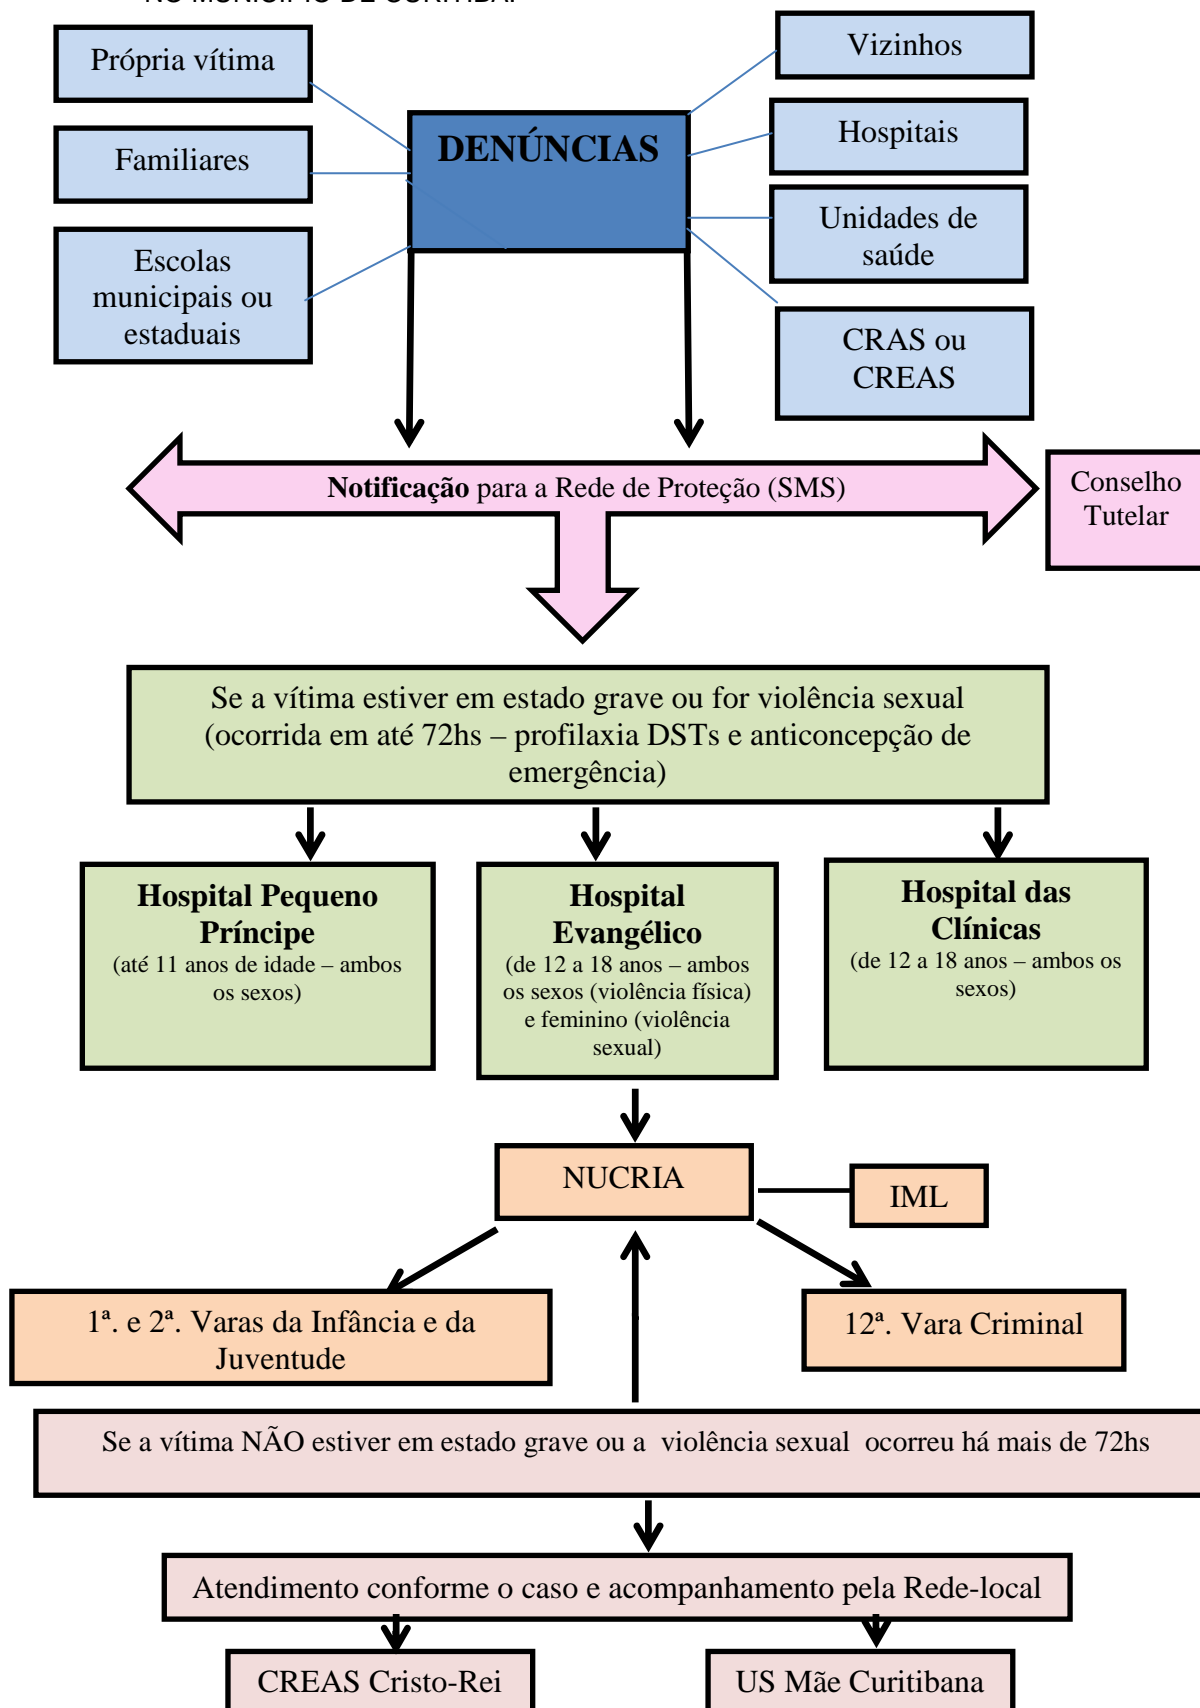 NO MUNICÍPIO DE CURITIBA.
Própria vítima
Familiares
Escolas
municipais ou
estaduais
DENÚNCIAS
Vizinhos
Hospitais
Unidades de
saúde
CRAS ou
CREAS
Notificação para a Rede de Proteção (SMS)
Conselho
Tutelar
Se a vítima estiver em estado grave ou for violência sexual
(ocorrida em até 72hs – profilaxia DSTs e anticoncepção de
emergência)
Hospital Pequeno
Príncipe
(até 11 anos de idade – ambos
os sexos)
Hospital
Evangélico
(de 12 a 18 anos – ambos
os sexos (violência física)
e feminino (violência
sexual)
Hospital das
Clínicas
(de 12 a 18 anos – ambos os
sexos)
NUCRIA
IML
1ª. e 2ª. Varas da Infância e da
Juventude
12ª. Vara Criminal
Se a vítima NÃO estiver em estado grave ou a violência sexual ocorreu há mais de 72hs
Atendimento conforme o caso e acompanhamento pela Rede-local
CREAS Cristo-Rei
US Mãe Curitibana